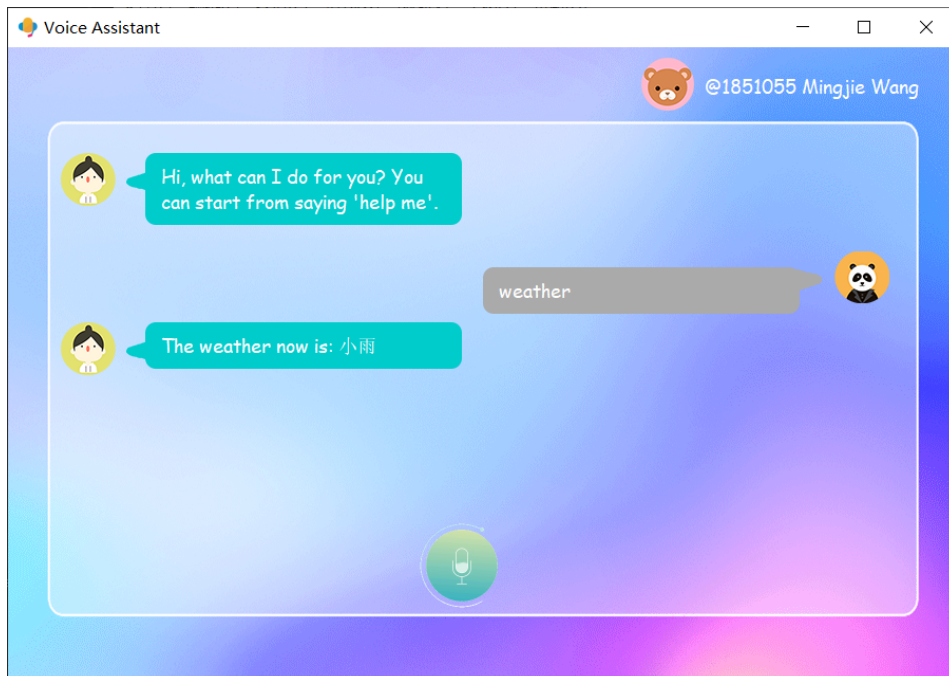 Voice Assistant
@1851055 Mingjie Wang
Hi, what can I do for you? You
can start from saying 'help me'.
weather
The weather now is: 小雨